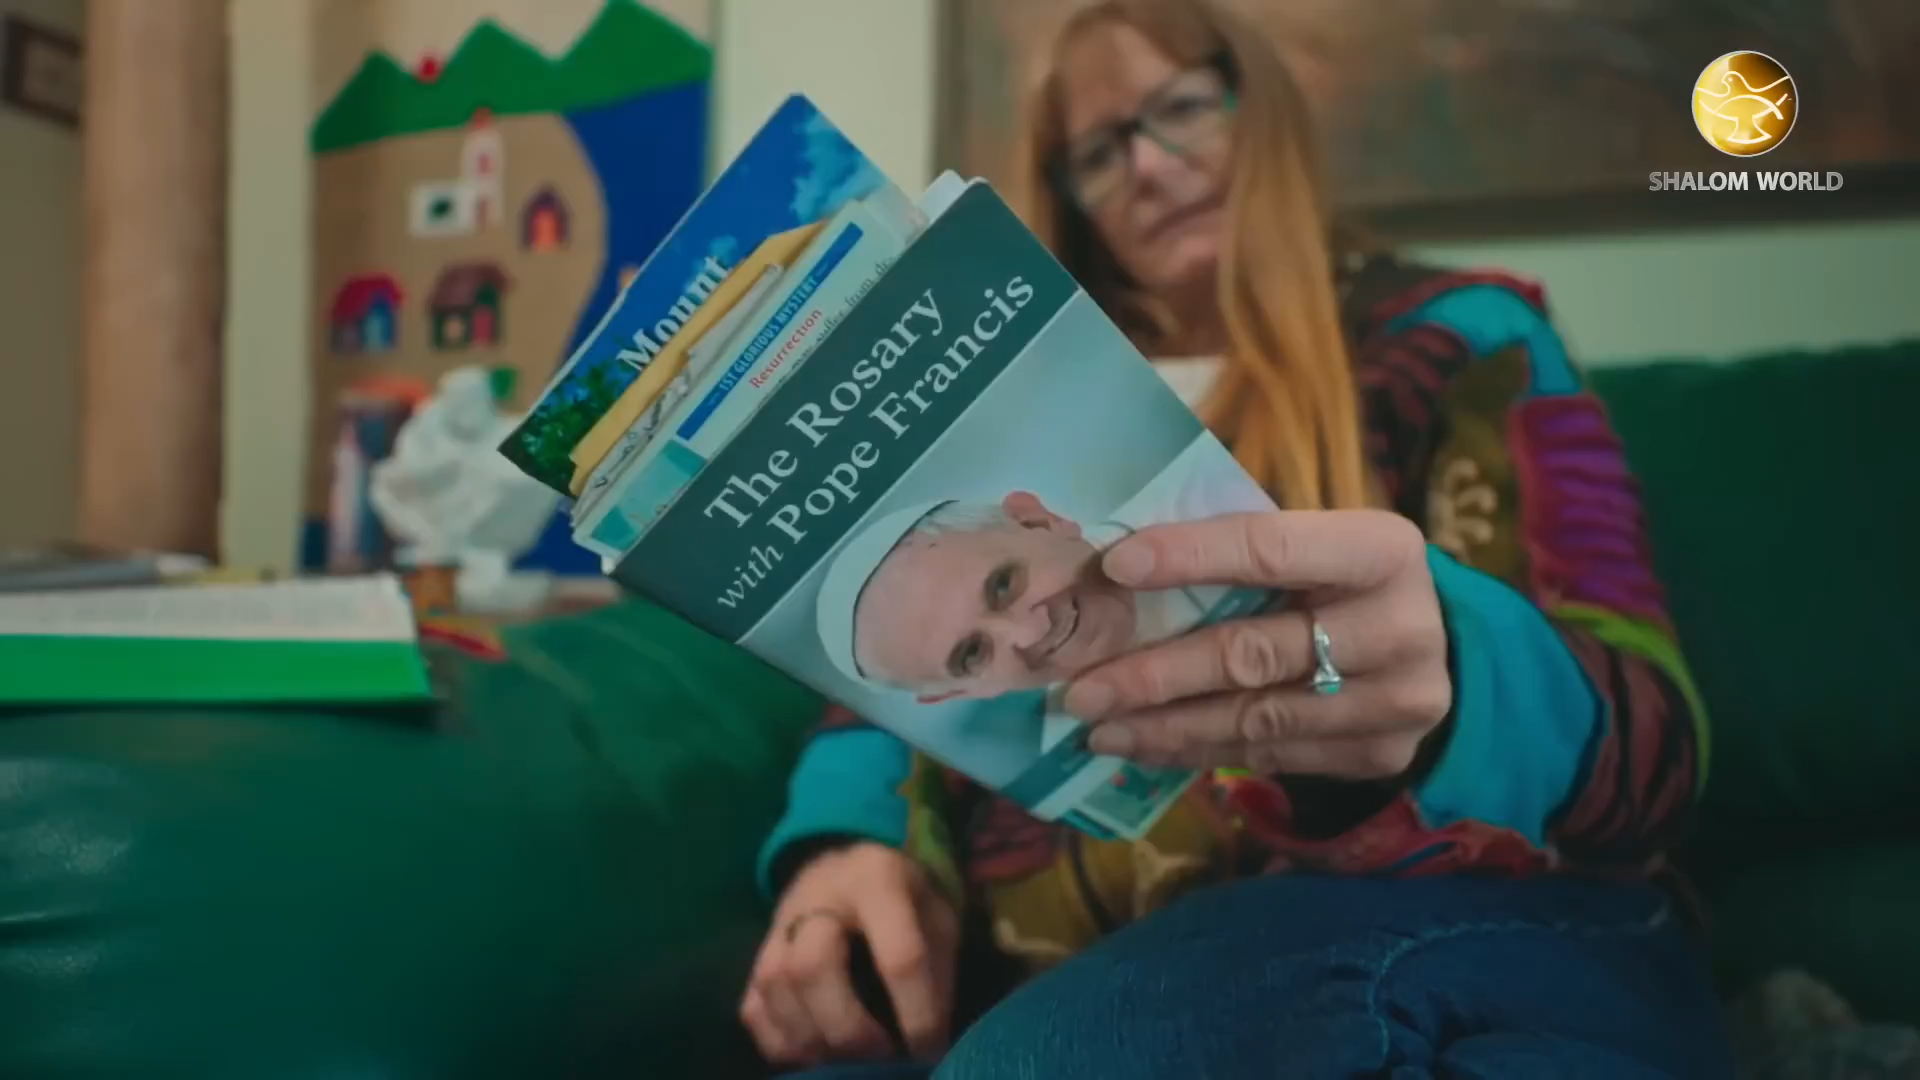 SHALOM WORLD
Mount
1ST GLORIOUS MYSTERY
Resurrection
The Rosary
with Pope Francis